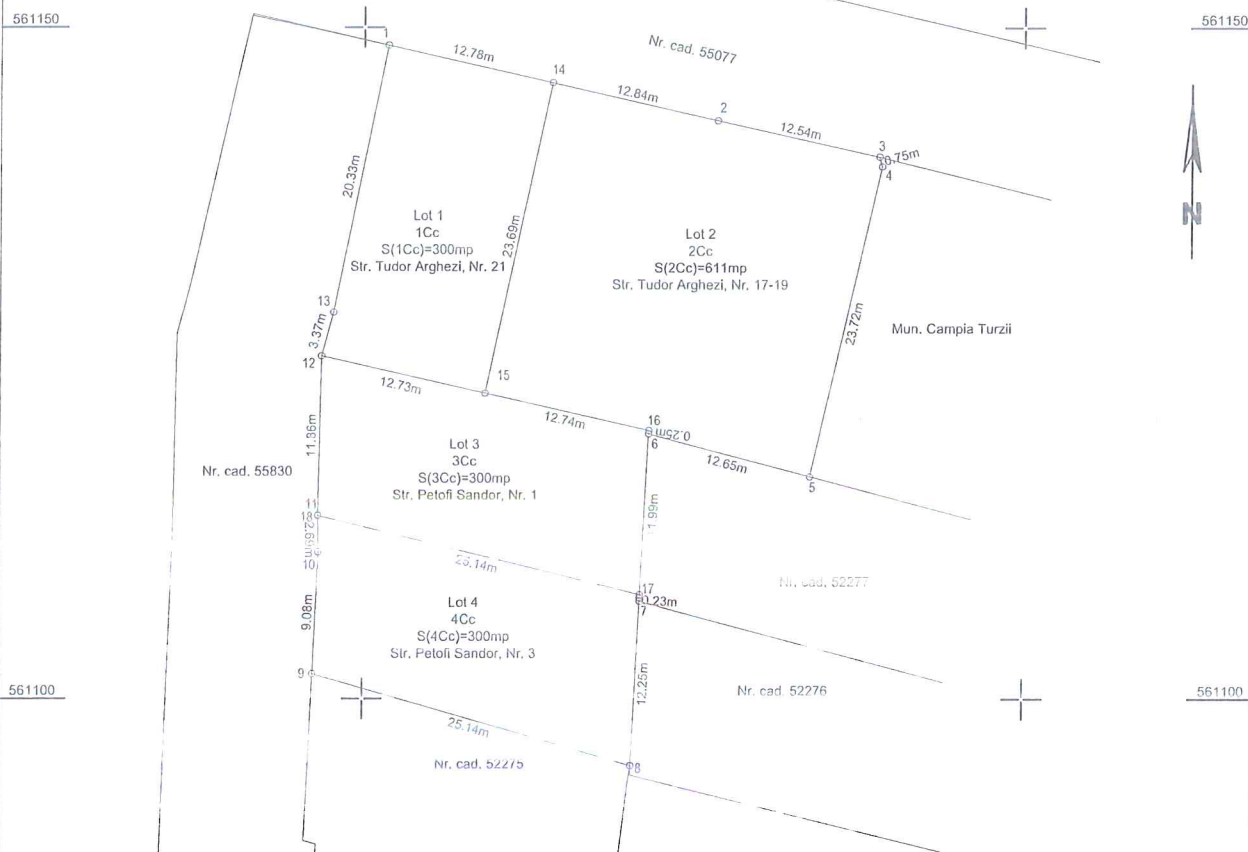 561150
561150
1
12.78m
Nr. cad. 55077
14
12.84m
2
12.54m
3
0.75m
4
20.33m
N
Lot 1
1Cc
S(1Cc)=300mp
Str. Tudor Arghezi, Nr. 21
23.69m
Lot 2
2Cc
S(2Cc)=611mp
Str. Tudor Arghezi, Nr. 17-19
13
3.37m
23.72m
Mun. Campia Turzii
12
12.73m
15
12.74m
16
0.25m
6
12.65m
5
Lot 3
3Cc
S(3Cc)=300mp
Str. Petofi Sandor, Nr. 1
Nr. cad. 55830
11
18
2.69m
10
25.14m
17
0.23m
7
Nr. cad. 52277
9.08m
Lot 4
4Cc
S(4Cc)=300mp
Str. Petofi Sandor, Nr. 3
9
12.25m
Nr. cad. 52276
561100
561100
25.14m
Nr. cad. 52275
8